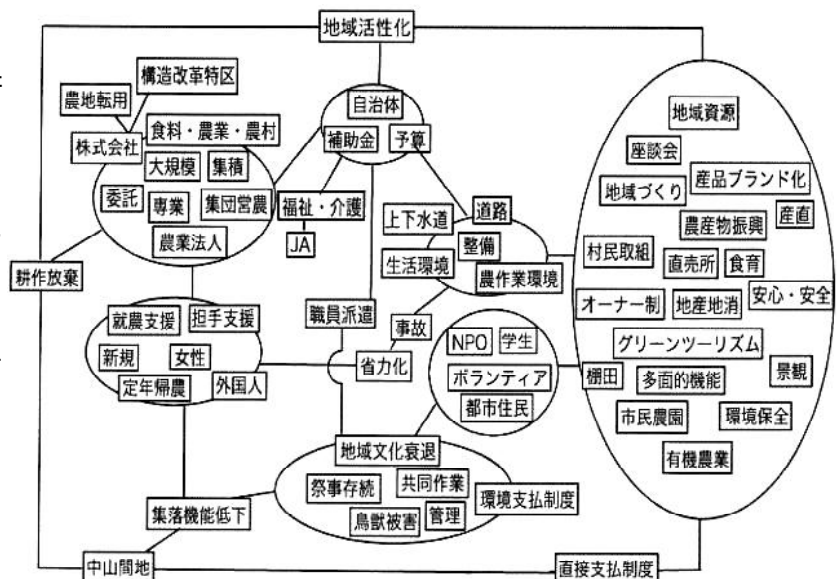 地域活性化
構造改革特区
農地転用
株式会社
食料・農業・農村
大規模
集積
委託
専業
集団営農
農業法人
自治体
補助金
予算
福祉・介護
JA
上下水道
道路
整備
生活環境
農作業環境
地域資源
座談会
地域づくり
産品ブランド化
農産物振興
産直
村民取組
直売所
食育
オーナー制
地産地消
安心・安全
グリーンツーリズム
棚田
多面的機能
景観
市民農園
環境保全
有機農業
耕作放棄
就農支援
担手支援
新規
女性
定年帰農
外国人
職員派遣
事故
省力化
NPO
学生
ボランティア
都市住民
地域文化衰退
祭事存続
共同作業
鳥獣被害
管理
環境支払制度
集落機能低下
中山間地
直接支払制度